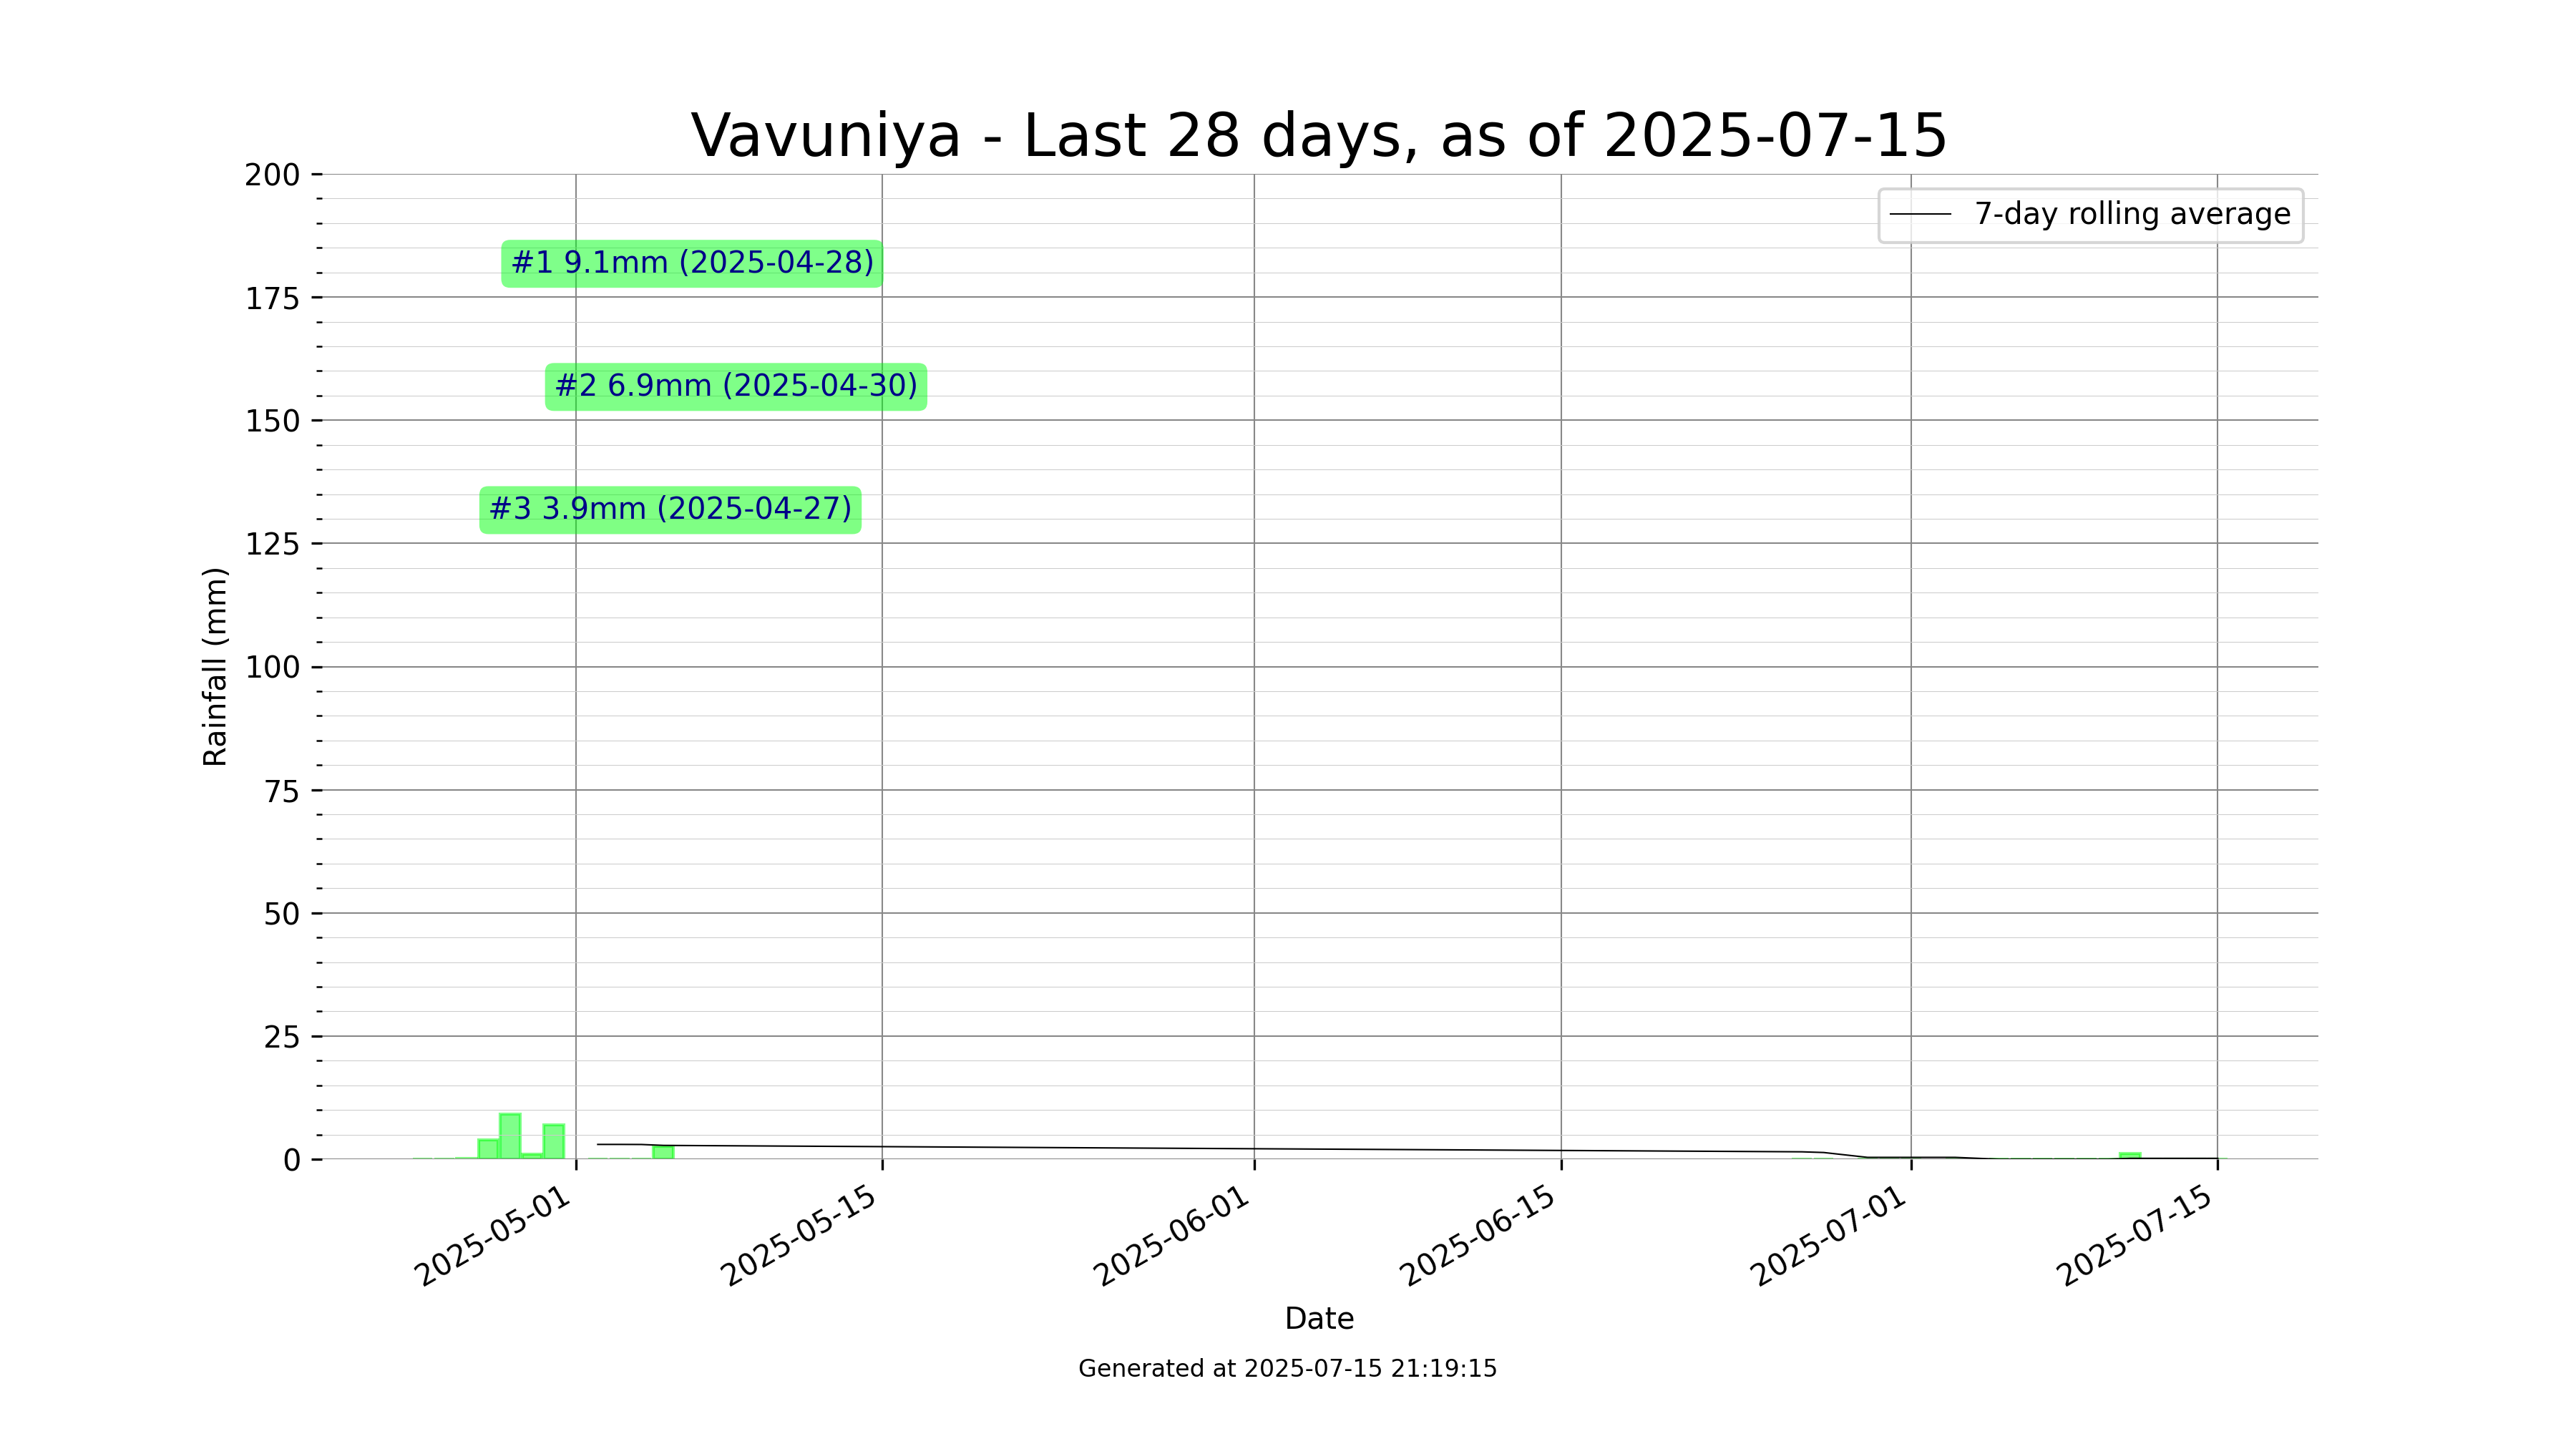 Vavuniya - Last 28 days, as of 2025-07-15
200
175
150
125
100
75
50
25
0
Rainfall (mm)
7-day rolling average
#1 9.1mm (2025-04-28)
#2 6.9mm (2025-04-30)
#3 3.9mm (2025-04-27)
2025-05-01
2025-05-15
2025-06-01
2025-06-15
2025-07-01
2025-07-15
Date
Generated at 2025-07-15 21:19:15